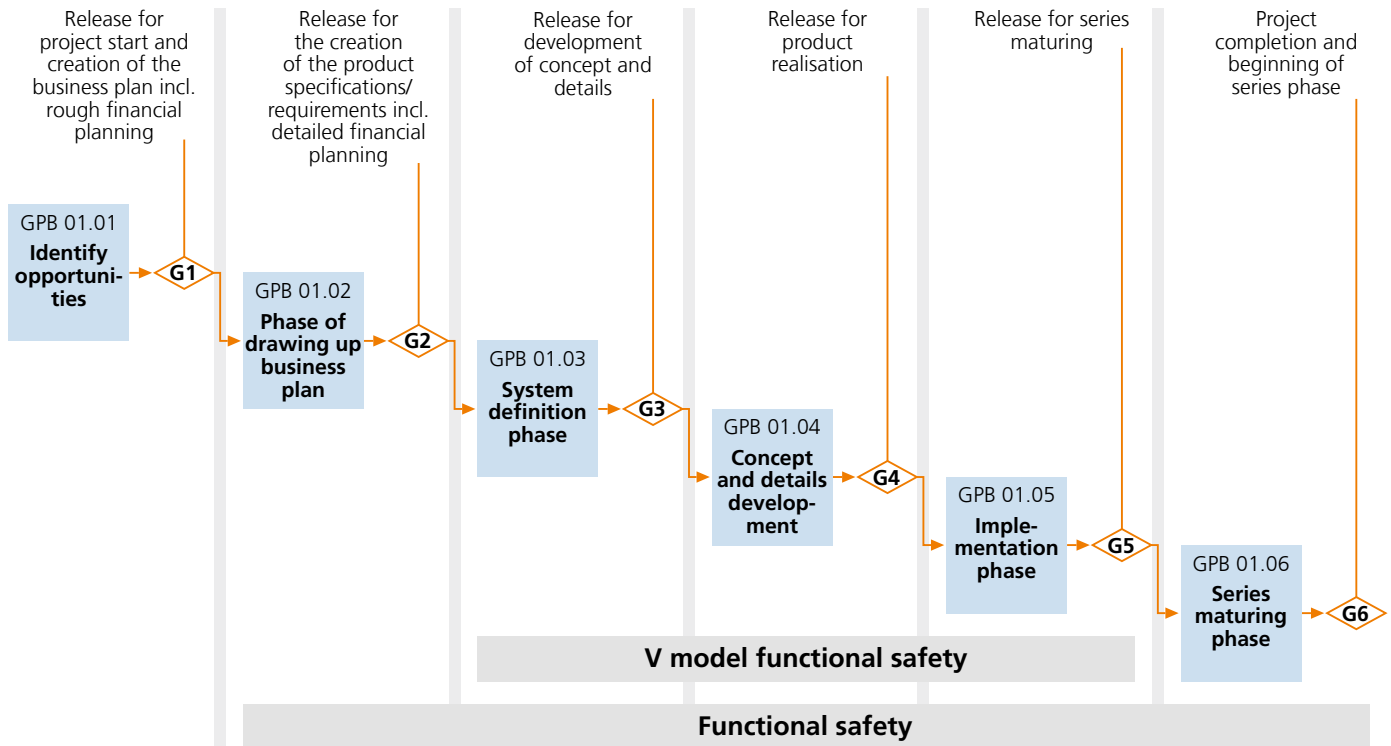 Release for
project start and
creation of the
business plan incl.
rough financial
planning
Release for
the creation
of the product
specifications/
requirements incl.
detailed financial
planning
Release for
development
of concept and
details
Release for
product
realisation
Release for series
maturing
Project
completion and
beginning of
series phase
GPB 01.01
Identify
opportuni-
ties
G1
GPB 01.02
Phase of
drawing up
business
plan
G2
GPB 01.03
System
definition
phase
G3
GPB 01.04
Concept
and details
develop-
ment
G4
GPB 01.05
Imple-
mentation
phase
G5
GPB 01.06
Series
maturing
phase
G6
V model functional safety
Functional safety